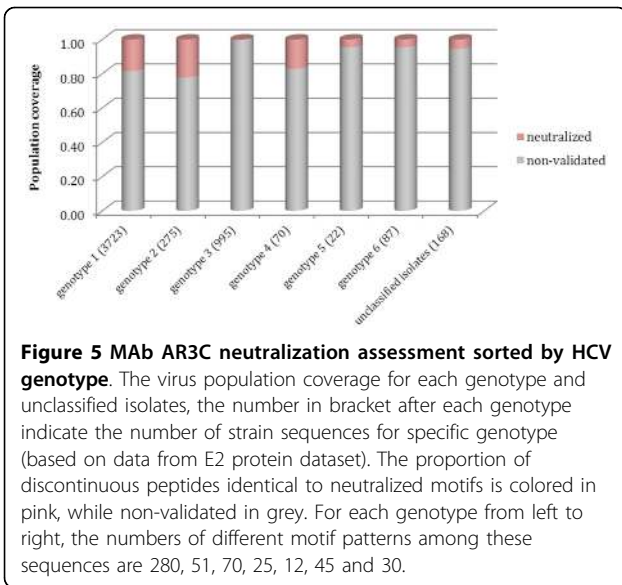 1.00
0.80
0.60
0.40
0.20
0.00
Population coverage
neutralized
non-validated
genotype 1 (3723)
genotype 2 (275)
genotype 3 (995)
genotype 4 (70)
genotype 5 (22)
genotype 6 (87)
unclassified isolates (168)
Figure 5 MAb AR3C neutralization assessment sorted by HCV
genotype. The virus population coverage for each genotype and
unclassified isolates, the number in bracket after each genotype
indicate the number of strain sequences for specific genotype
(based on data from E2 protein dataset). The proportion of
discontinuous peptides identical to neutralized motifs is colored in
pink, while non-validated in grey. For each genotype from left to
right, the numbers of different motif patterns among these
sequences are 280, 51, 70, 25, 12, 45 and 30.